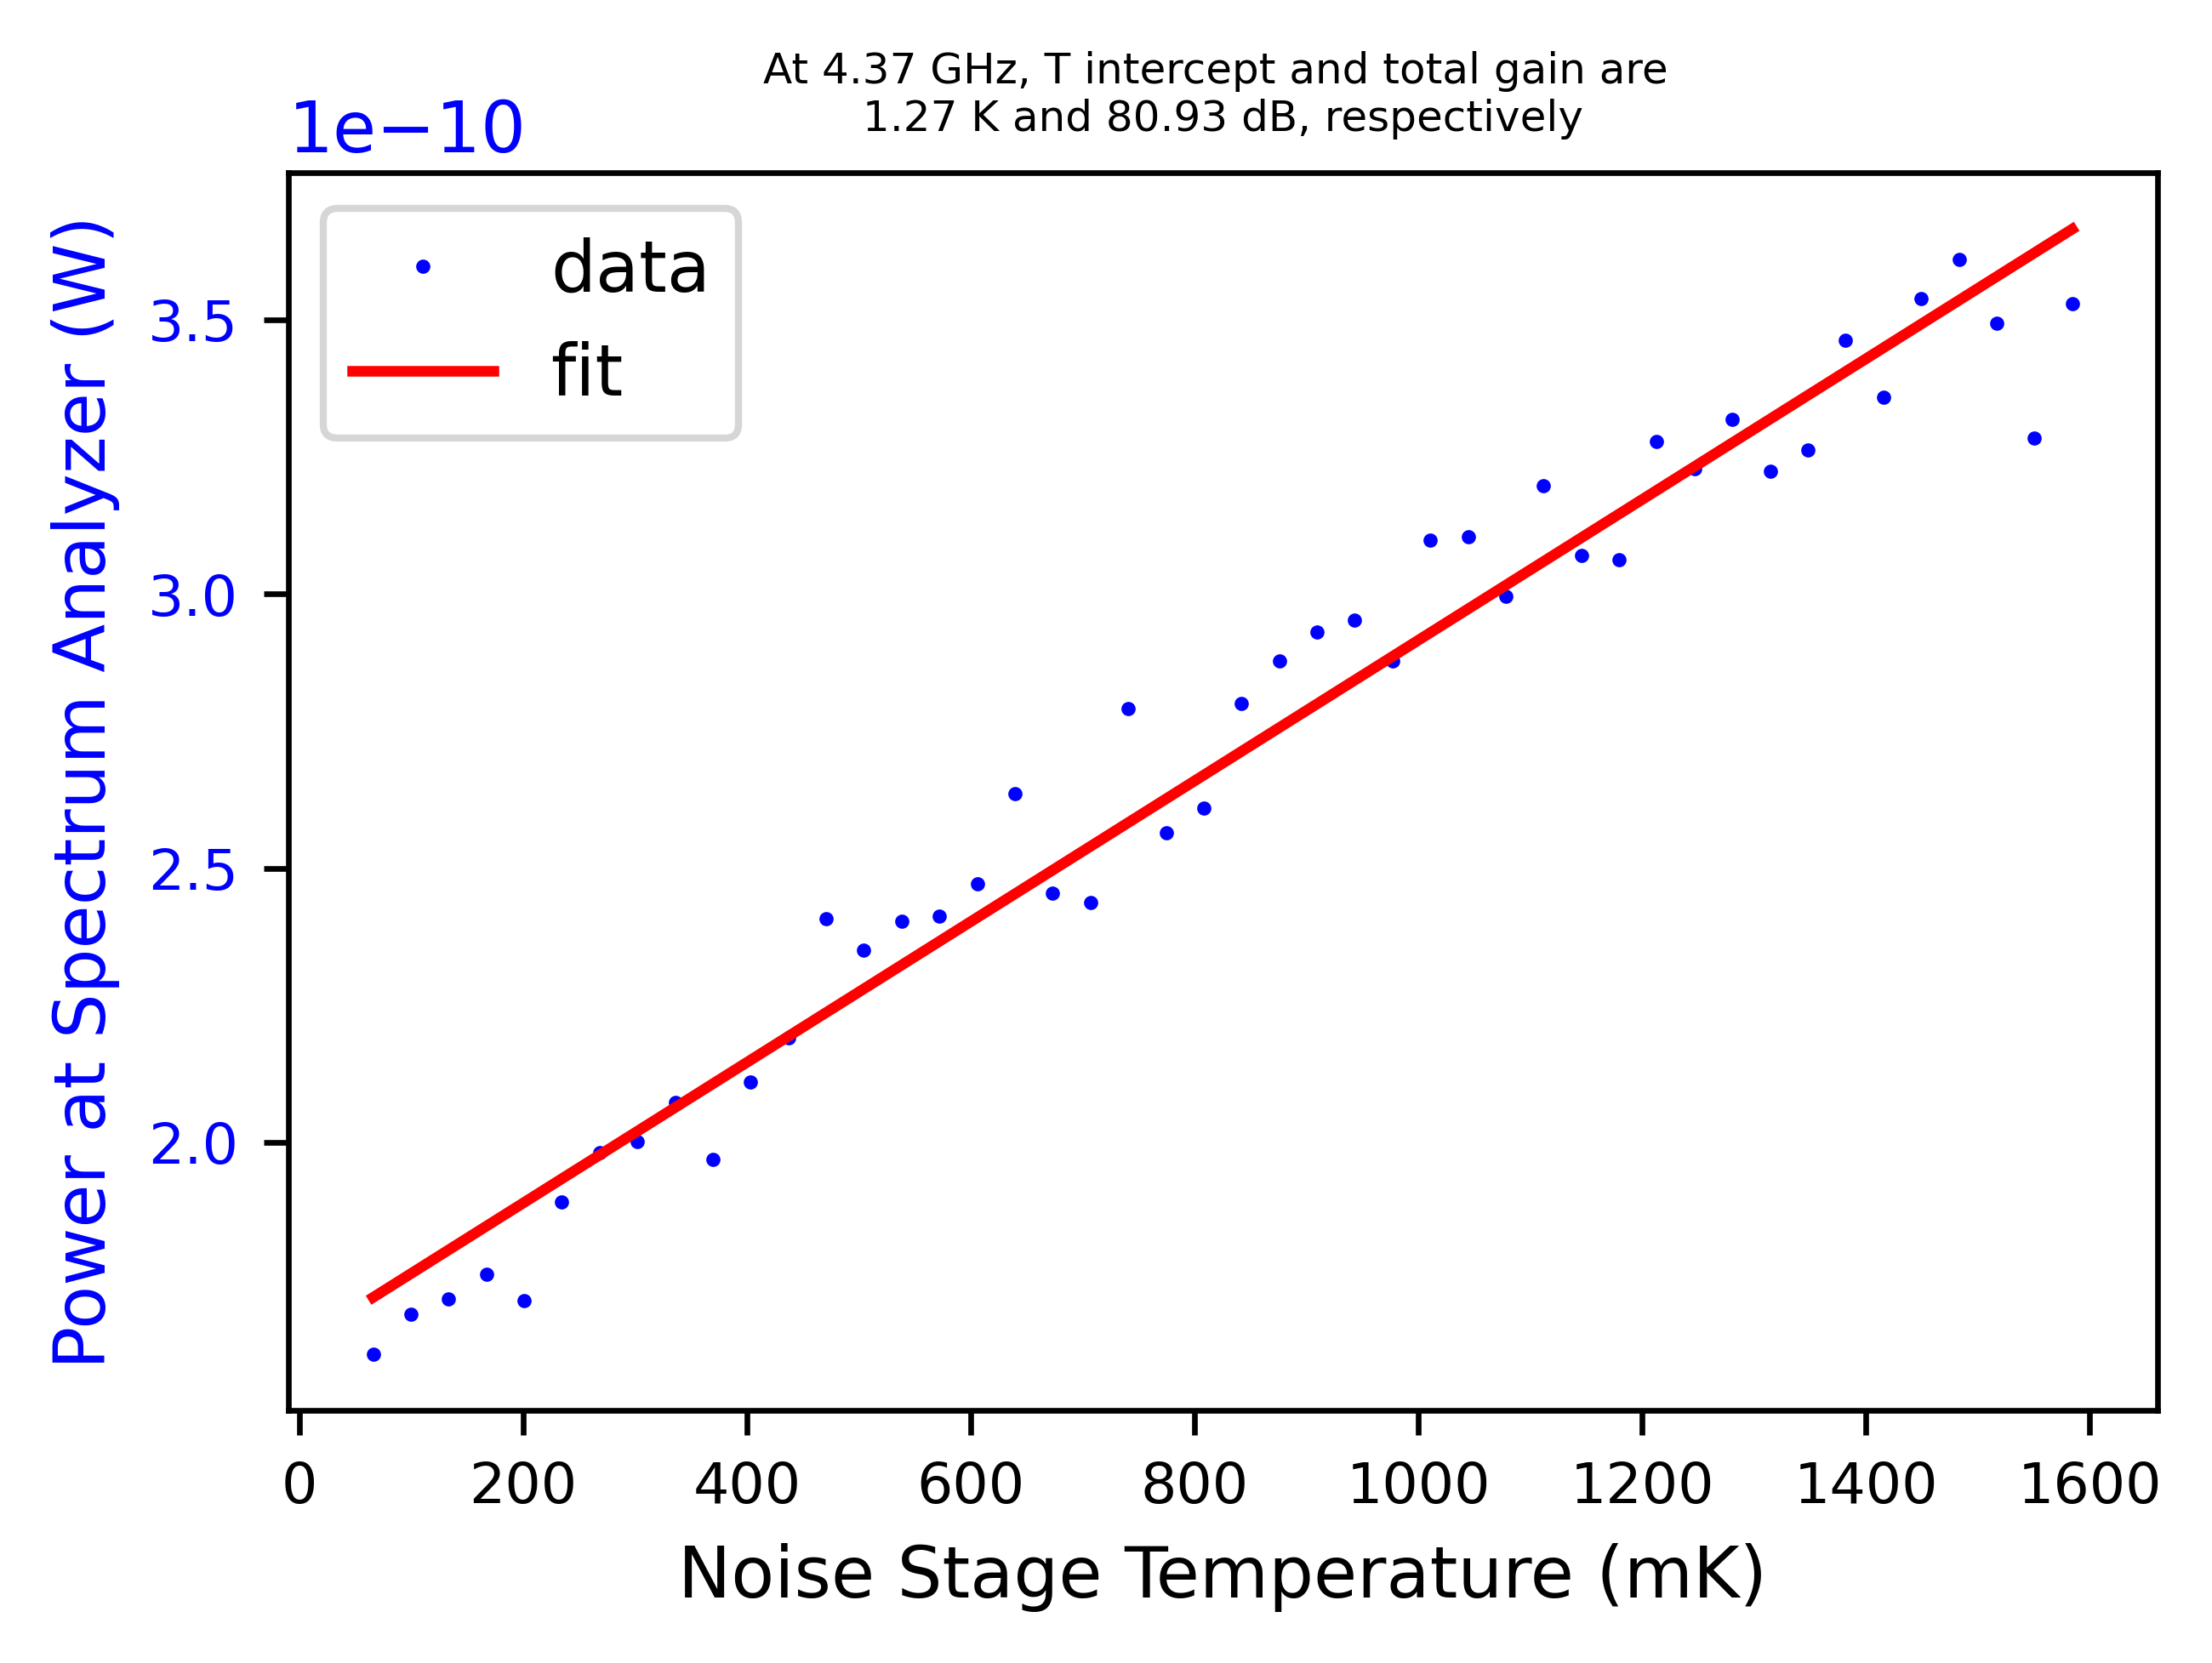 At 4.37 GHz, T intercept and total gain are
1.27 K and 80.93 dB, respectively
1e−10
data
fit
Power at Spectrum Analyzer (W)
3.5
3.0
2.5
2.0
0 200 400 600 800 1000 1200 1400 1600
Noise Stage Temperature (mK)